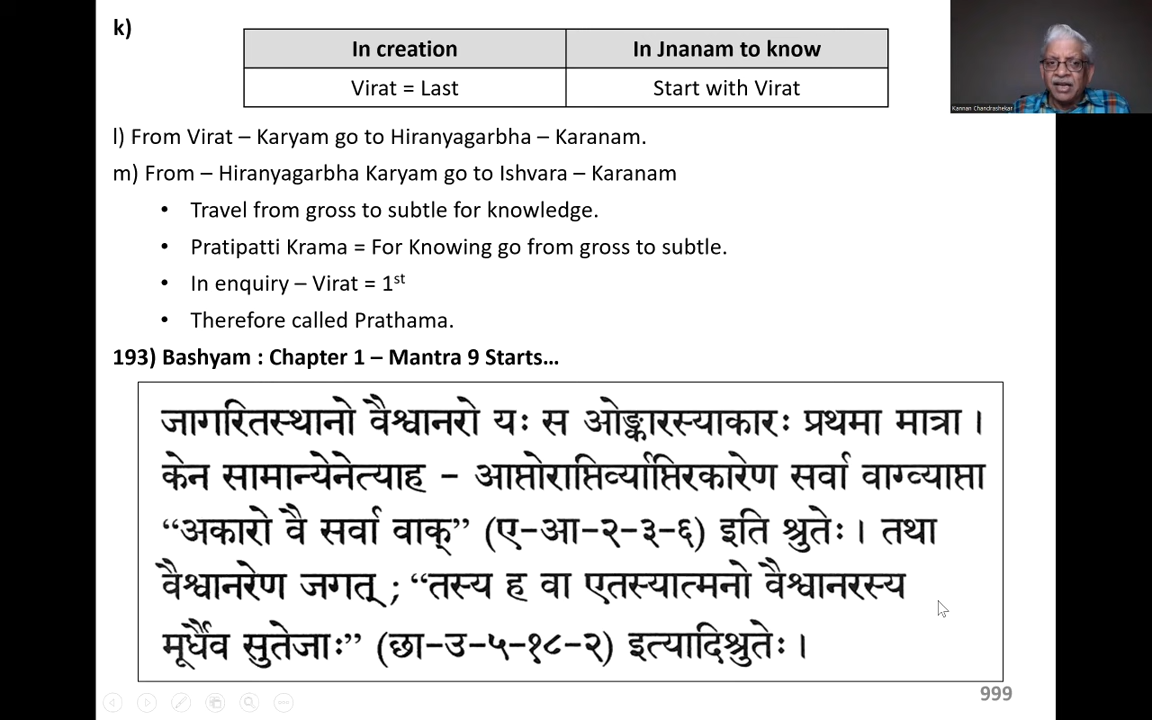 k)
In creation In Jnanam to know
Virat = Last Start with Virat
Kannan Chandrashekar
l) From Virat – Karyam go to Hiranyagarbha – Karanam.
m) From – Hiranyagarbha Karyam go to Ishvara – Karanam
• Travel from gross to subtle for knowledge.
• Pratipatti Krama = For Knowing go from gross to subtle.
• In enquiry – Virat = 1st
• Therefore called Prathama.
193) Bashyam : Chapter 1 – Mantra 9 Starts…
जागरितस्थानो वैश्वानरो यः स ओङ्कारस्याकारः प्रथमा मात्रा ।
केन सामान्येनेत्याह - आप्तेराप्तिर्व्याप्तिरकारेण सर्वा वाग्व्याप्ता
“अकारो वै सर्वा वाक्” (ए-आ-२-३-६) इति श्रुतेः । तथा
वैश्वानरेण जगत् ; “तस्य ह वा एतस्यात्मनो वैश्वानरस्य
मूर्धैव सुतेजाः” (छा-उ-५-१८-२) इत्यादिश्रुतेः ।
999